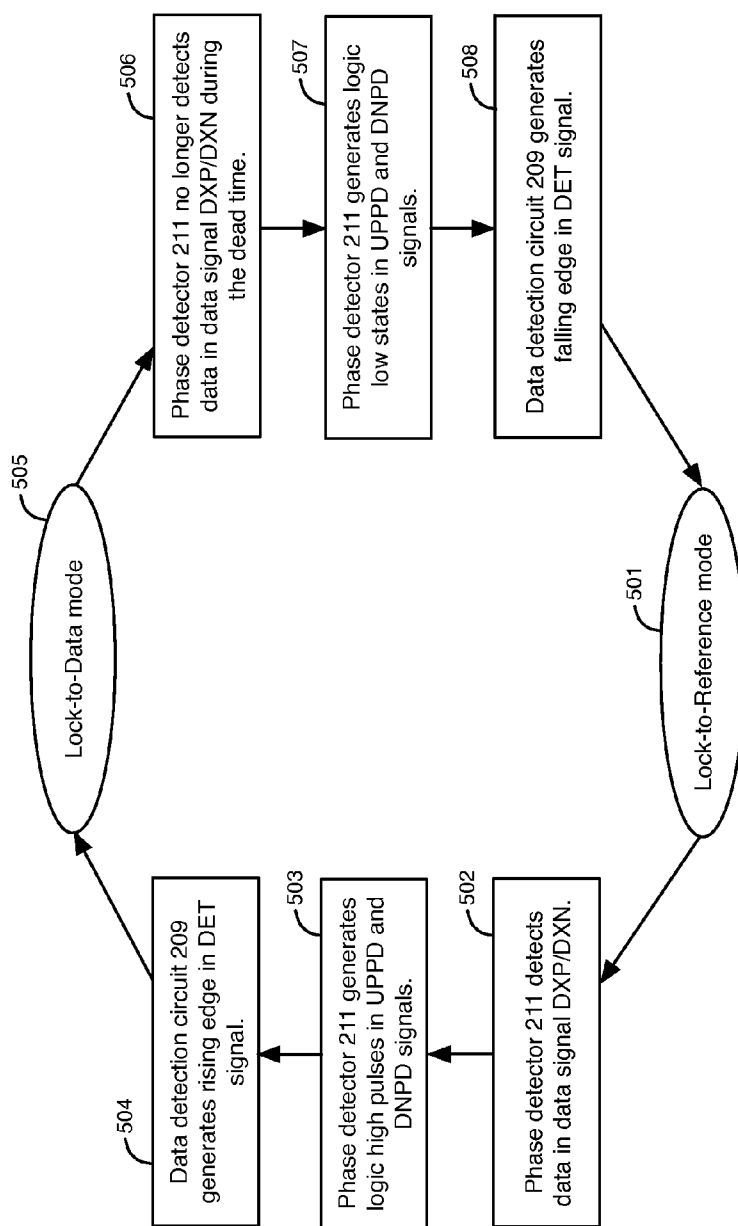 505
Lock-to-Data mode
506
Phase detector 211 no longer detects
data in data signal DXP/DXN during
the dead time.
507
Phase detector 211 generates logic
low states in UPPD and DNPD
signals.
508
Data detection circuit 209 generates
falling edge in DET signal.
501
Lock-to-Reference mode
502
Phase detector 211 detects
data in data signal DXP/DXN.
503
Phase detector 211 generates
logic high pulses in UPPD and
DNPD signals.
504
Data detection circuit 209
generates rising edge in DET
signal.